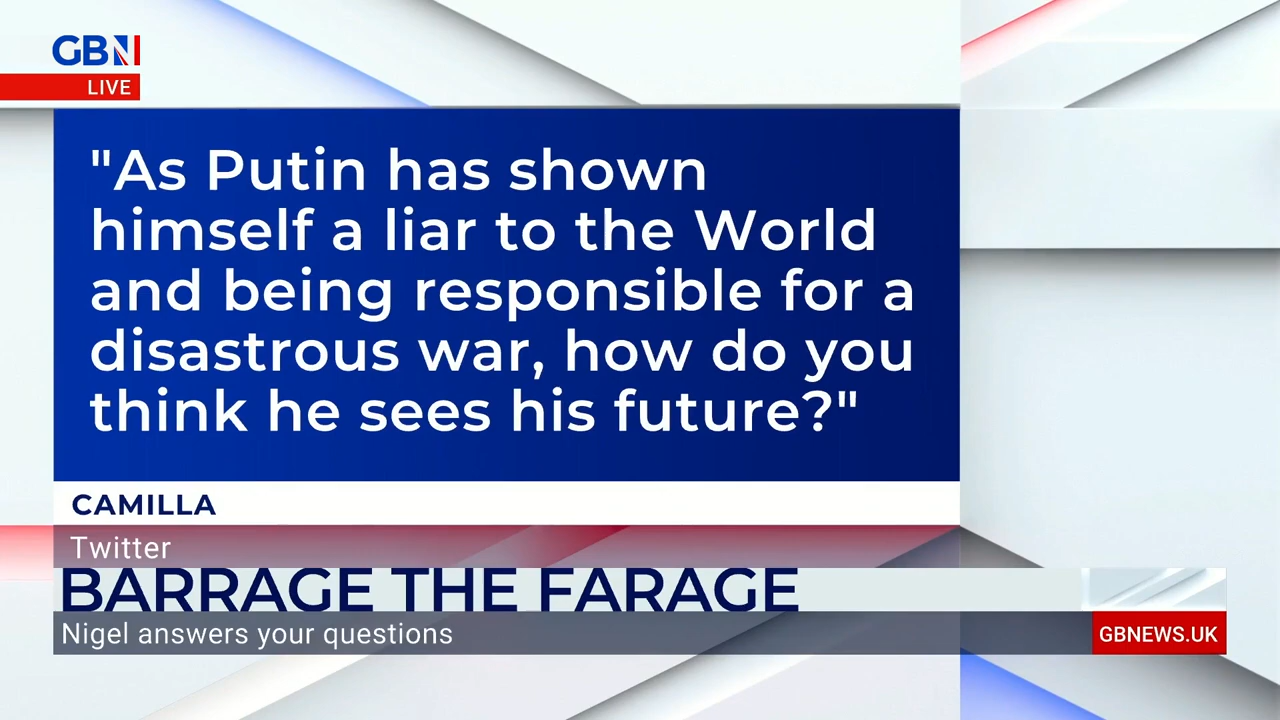 GBN
LIVE
"As Putin has shown
himself a liar to the World
and being responsible for a
disastrous war, how do you
think he sees his future?"
CAMILLA
Twitter
BARRAGE THE FARAGE
Nigel answers your questions
GBNEWS.UK